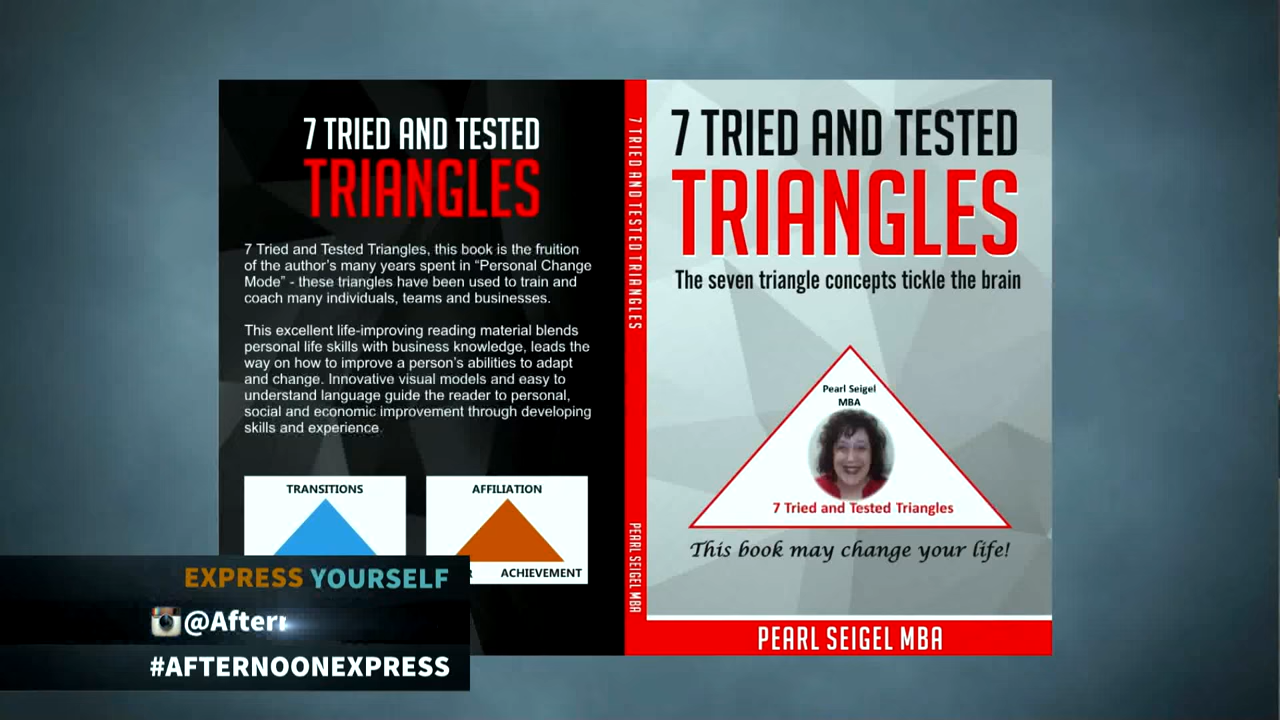 7 TRIED AND TESTED
TRIANGLES
7 Tried and Tested Triangles, this book is the fruition
of the author's many years spent in “Personal Change
Mode” - these triangles have been used to train and
coach many individuals, teams and businesses.
This excellent life-improving reading material blends
personal life skills with business knowledge, leads the
way on how to improve a person's abilities to adapt
and change. Innovative visual models and easy to
understand language guide the reader to personal,
social and economic improvement through developing
skills and experience
TRANSITIONS
AFFILIATION
ACHIEVEMENT
7 TRIED AND TESTED TRIANGLES
PEARL SEIGEL MBA
7 TRIED AND TESTED
TRIANGLES
The seven triangle concepts tickle the brain
Pearl Seigel
MBA
7 Tried and Tested Triangles
This book may change your life!
PEARL SEIGEL MBA
EXPRESS YOURSELF
@After
#AFTERNOONEXPRESS